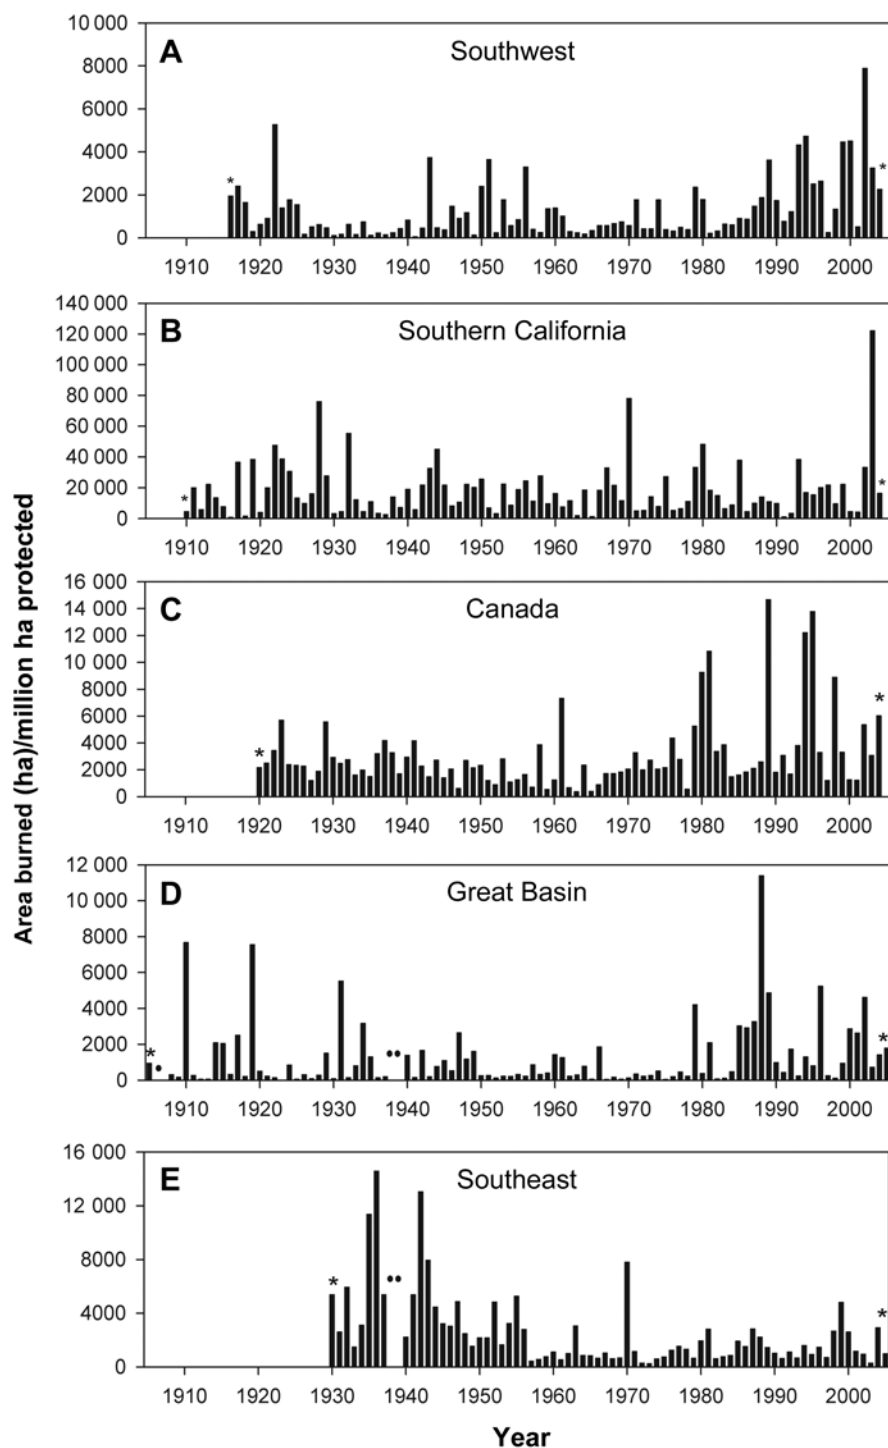 Area burned (ha)/million ha protected
A
Southwest
10 000
8000
6000
4000
2000
0
*
*
1910 1920 1930 1940 1950 1960 1970 1980 1990 2000
B
Southern California
140 000
120 000
100 000
80 000
60 000
40 000
20 000
0
*
*
1910 1920 1930 1940 1950 1960 1970 1980 1990 2000
C
Canada
16 000
14 000
12 000
10 000
8000
6000
4000
2000
0
*
*
1910 1920 1930 1940 1950 1960 1970 1980 1990 2000
D
Great Basin
12 000
10 000
8000
6000
4000
2000
0
*
•
••
*
1910 1920 1930 1940 1950 1960 1970 1980 1990 2000
E
Southeast
16 000
12 000
8000
4000
0
*
••
*
1910 1920 1930 1940 1950 1960 1970 1980 1990 2000
Year